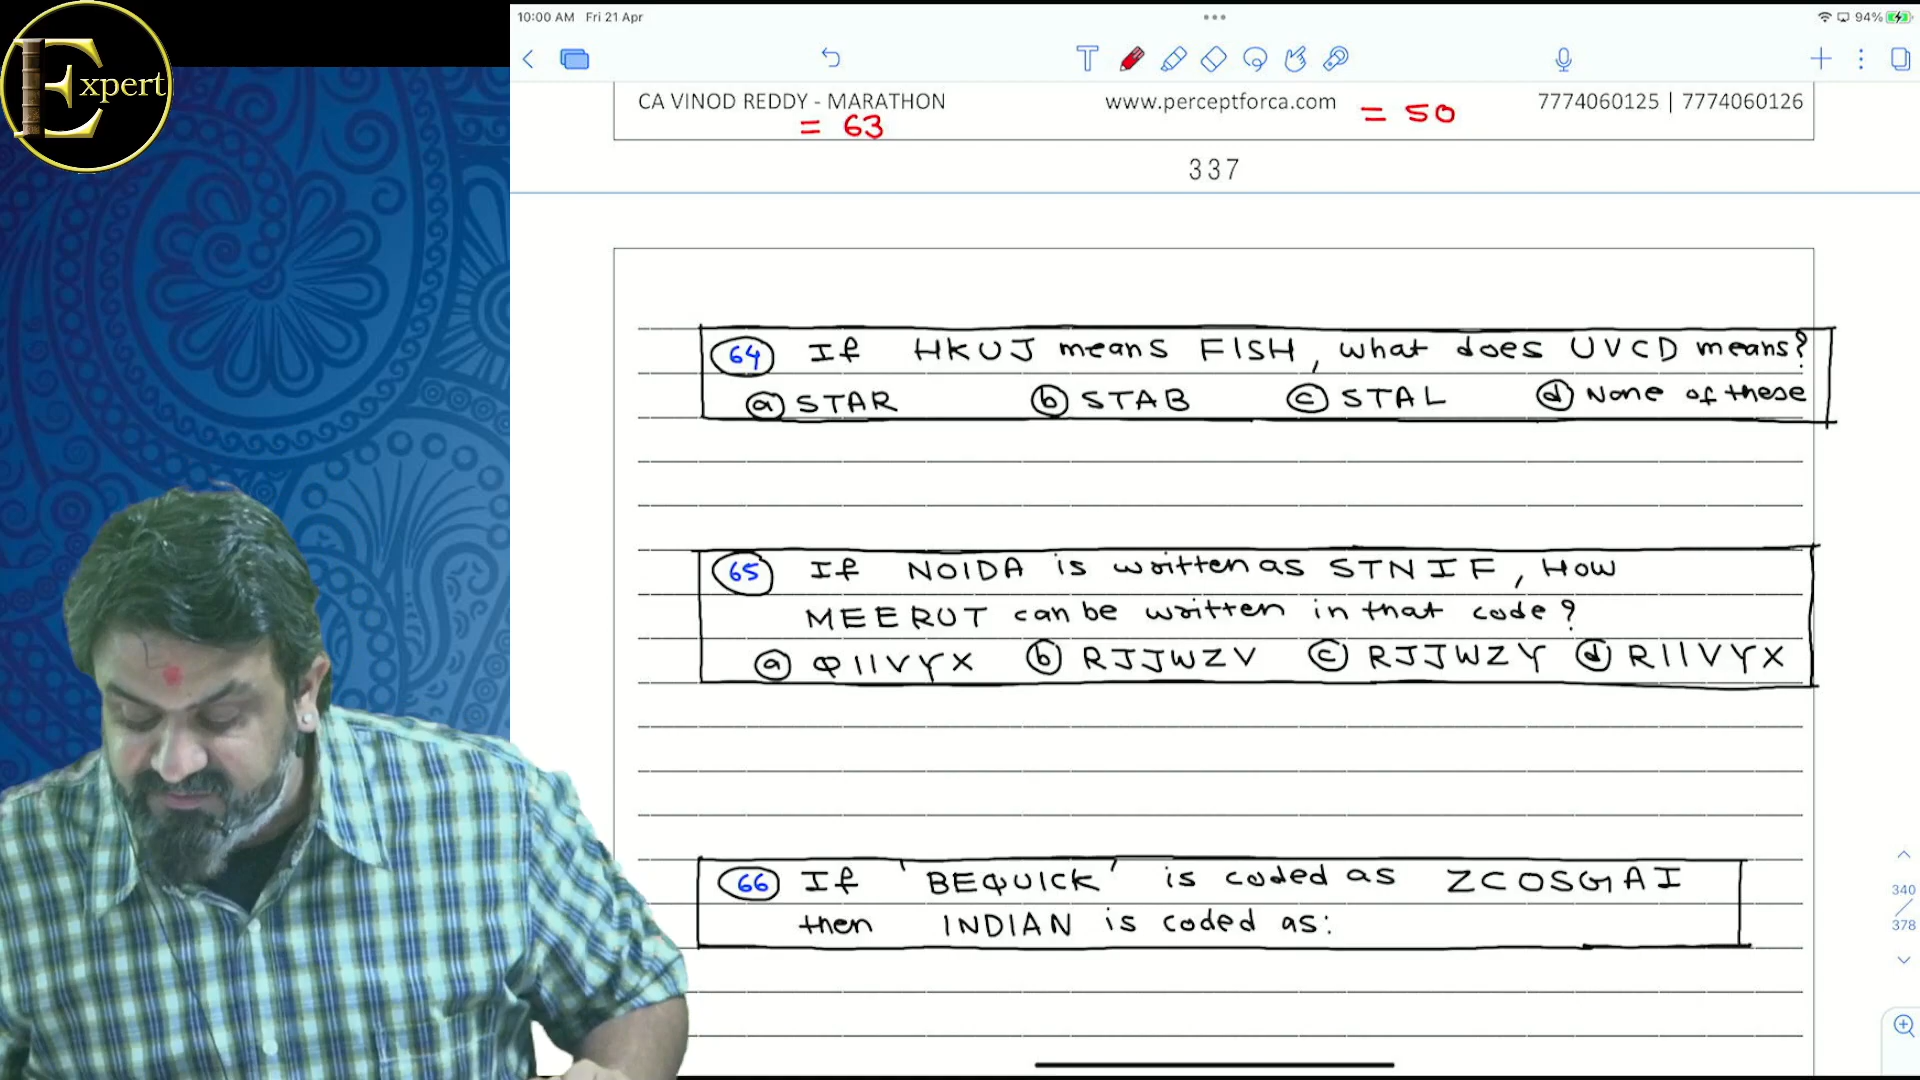 Expert
10:00 AM Fri 21 Apr
94%
CA VINOD REDDY - MARATHON www.perceptforca.com 7774060125 | 7774060126
= 63 = 50
337
64 If HKUJ means FISH, what does UVCD means?
a STAR b STAB c STAL d None of these
65 If NOIDA is written as STNIF, How
MEERUT can be written in that code?
a QIIVYX b RJJWZV c RJJWZY d RIIVYX
66 If 'BEQUICK' is coded as ZCOSGAI
then INDIAN is coded as:
340
378